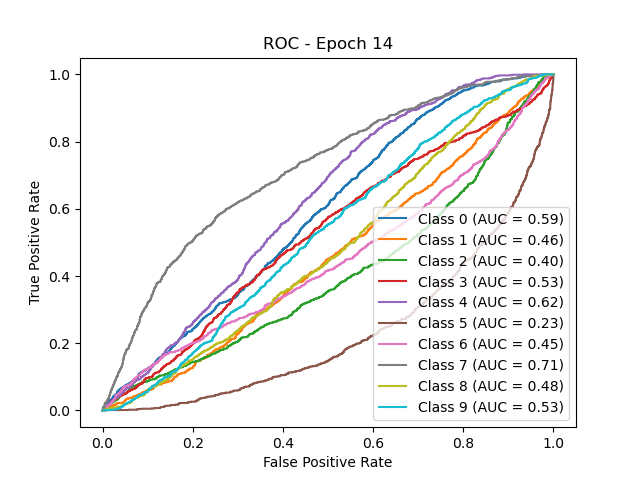 ROC - Epoch 14
True Positive Rate
1.0
0.8
0.6
0.4
0.2
0.0
Class 0 (AUC = 0.59)
Class 1 (AUC = 0.46)
Class 2 (AUC = 0.40)
Class 3 (AUC = 0.53)
Class 4 (AUC = 0.62)
Class 5 (AUC = 0.23)
Class 6 (AUC = 0.45)
Class 7 (AUC = 0.71)
Class 8 (AUC = 0.48)
Class 9 (AUC = 0.53)
0.0 0.2 0.4 0.6 0.8 1.0
False Positive Rate